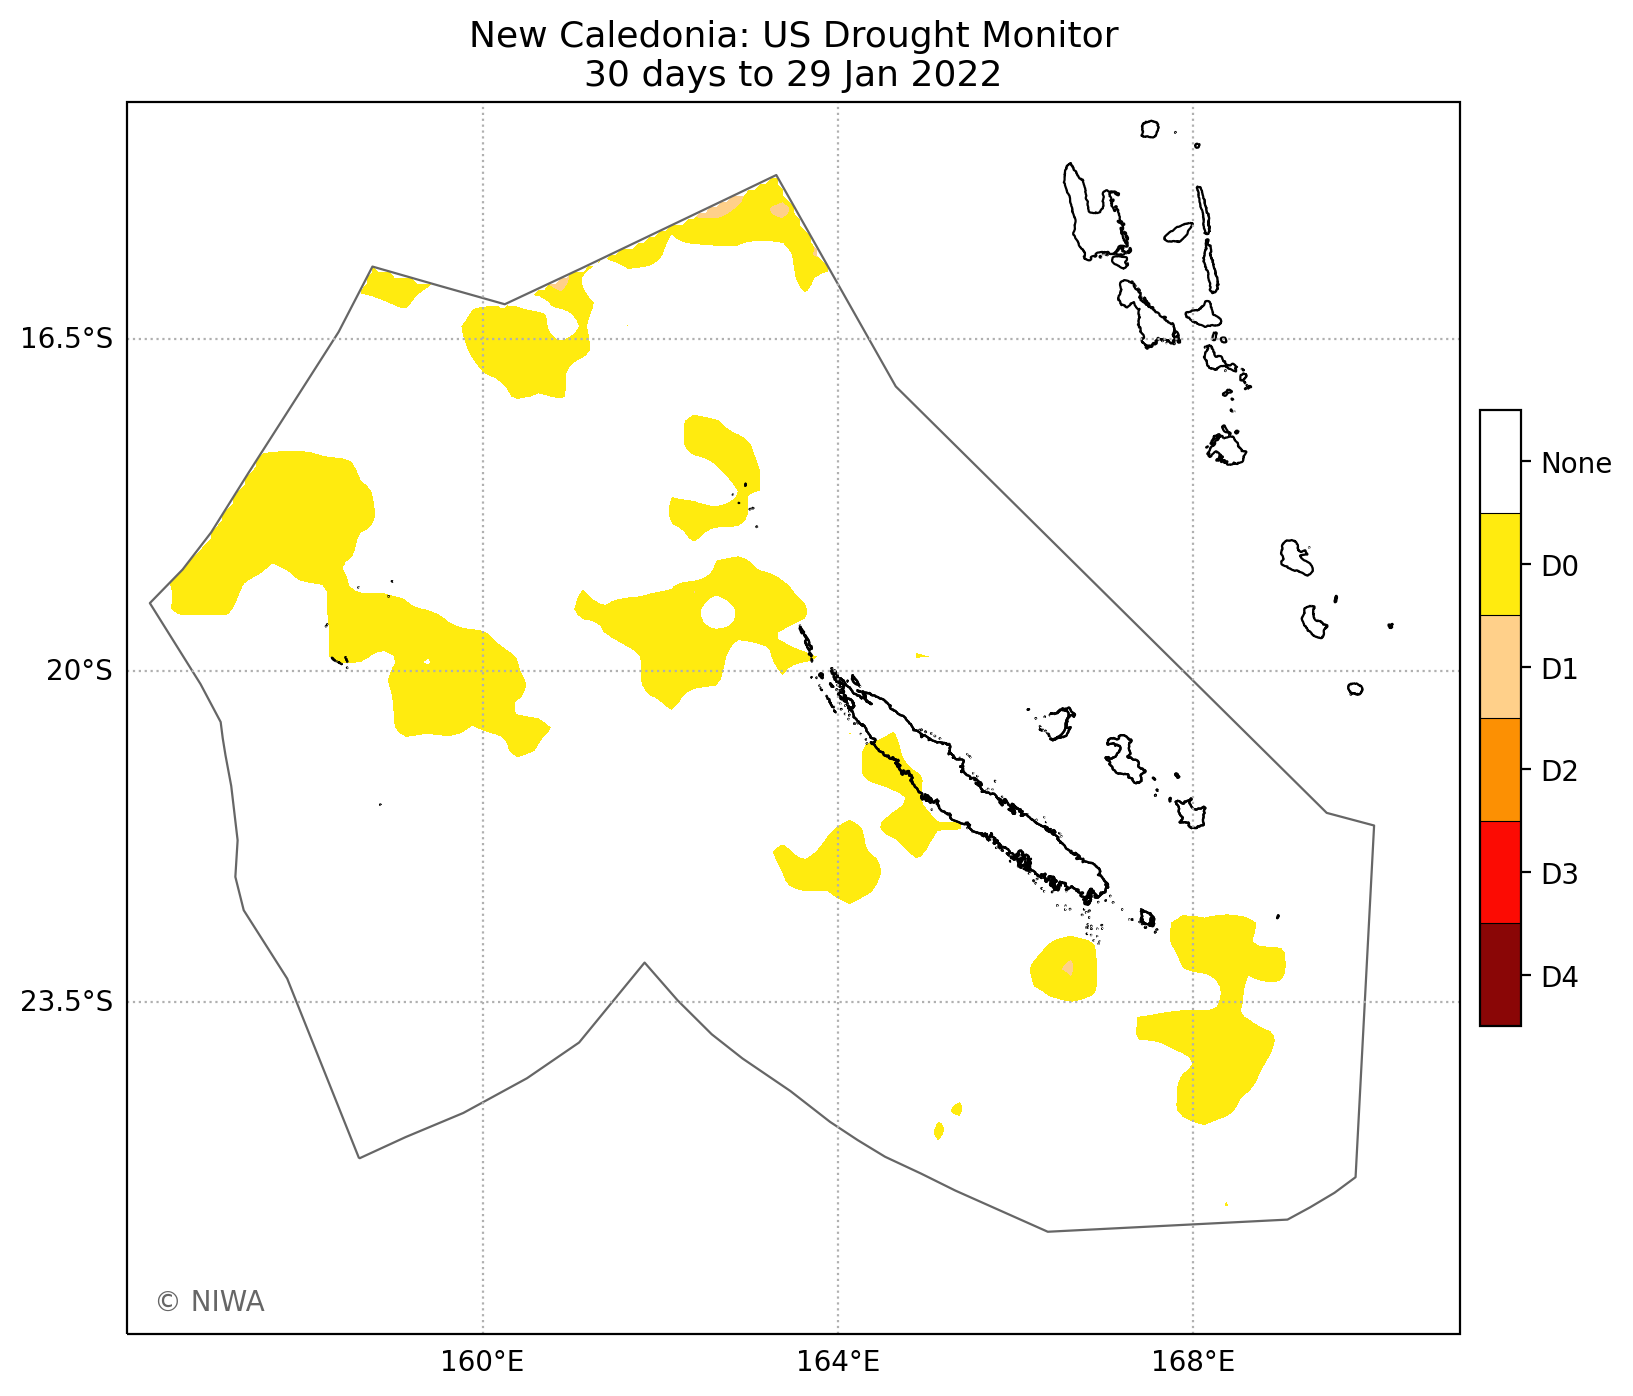 New Caledonia: US Drought Monitor
30 days to 29 Jan 2022
16.5°S
20°S
23.5°S
160°E
164°E
168°E
None
D0
D1
D2
D3
D4
© NIWA